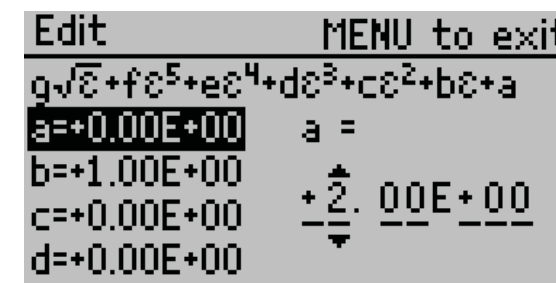 Edit MENU to exit
g√ε+fε⁵+eε⁴+dε³+cε²+bε+a
a=+0.00E+00 a =
b=+1.00E+00
+2.00E+00
c=+0.00E+00
d=+0.00E+00